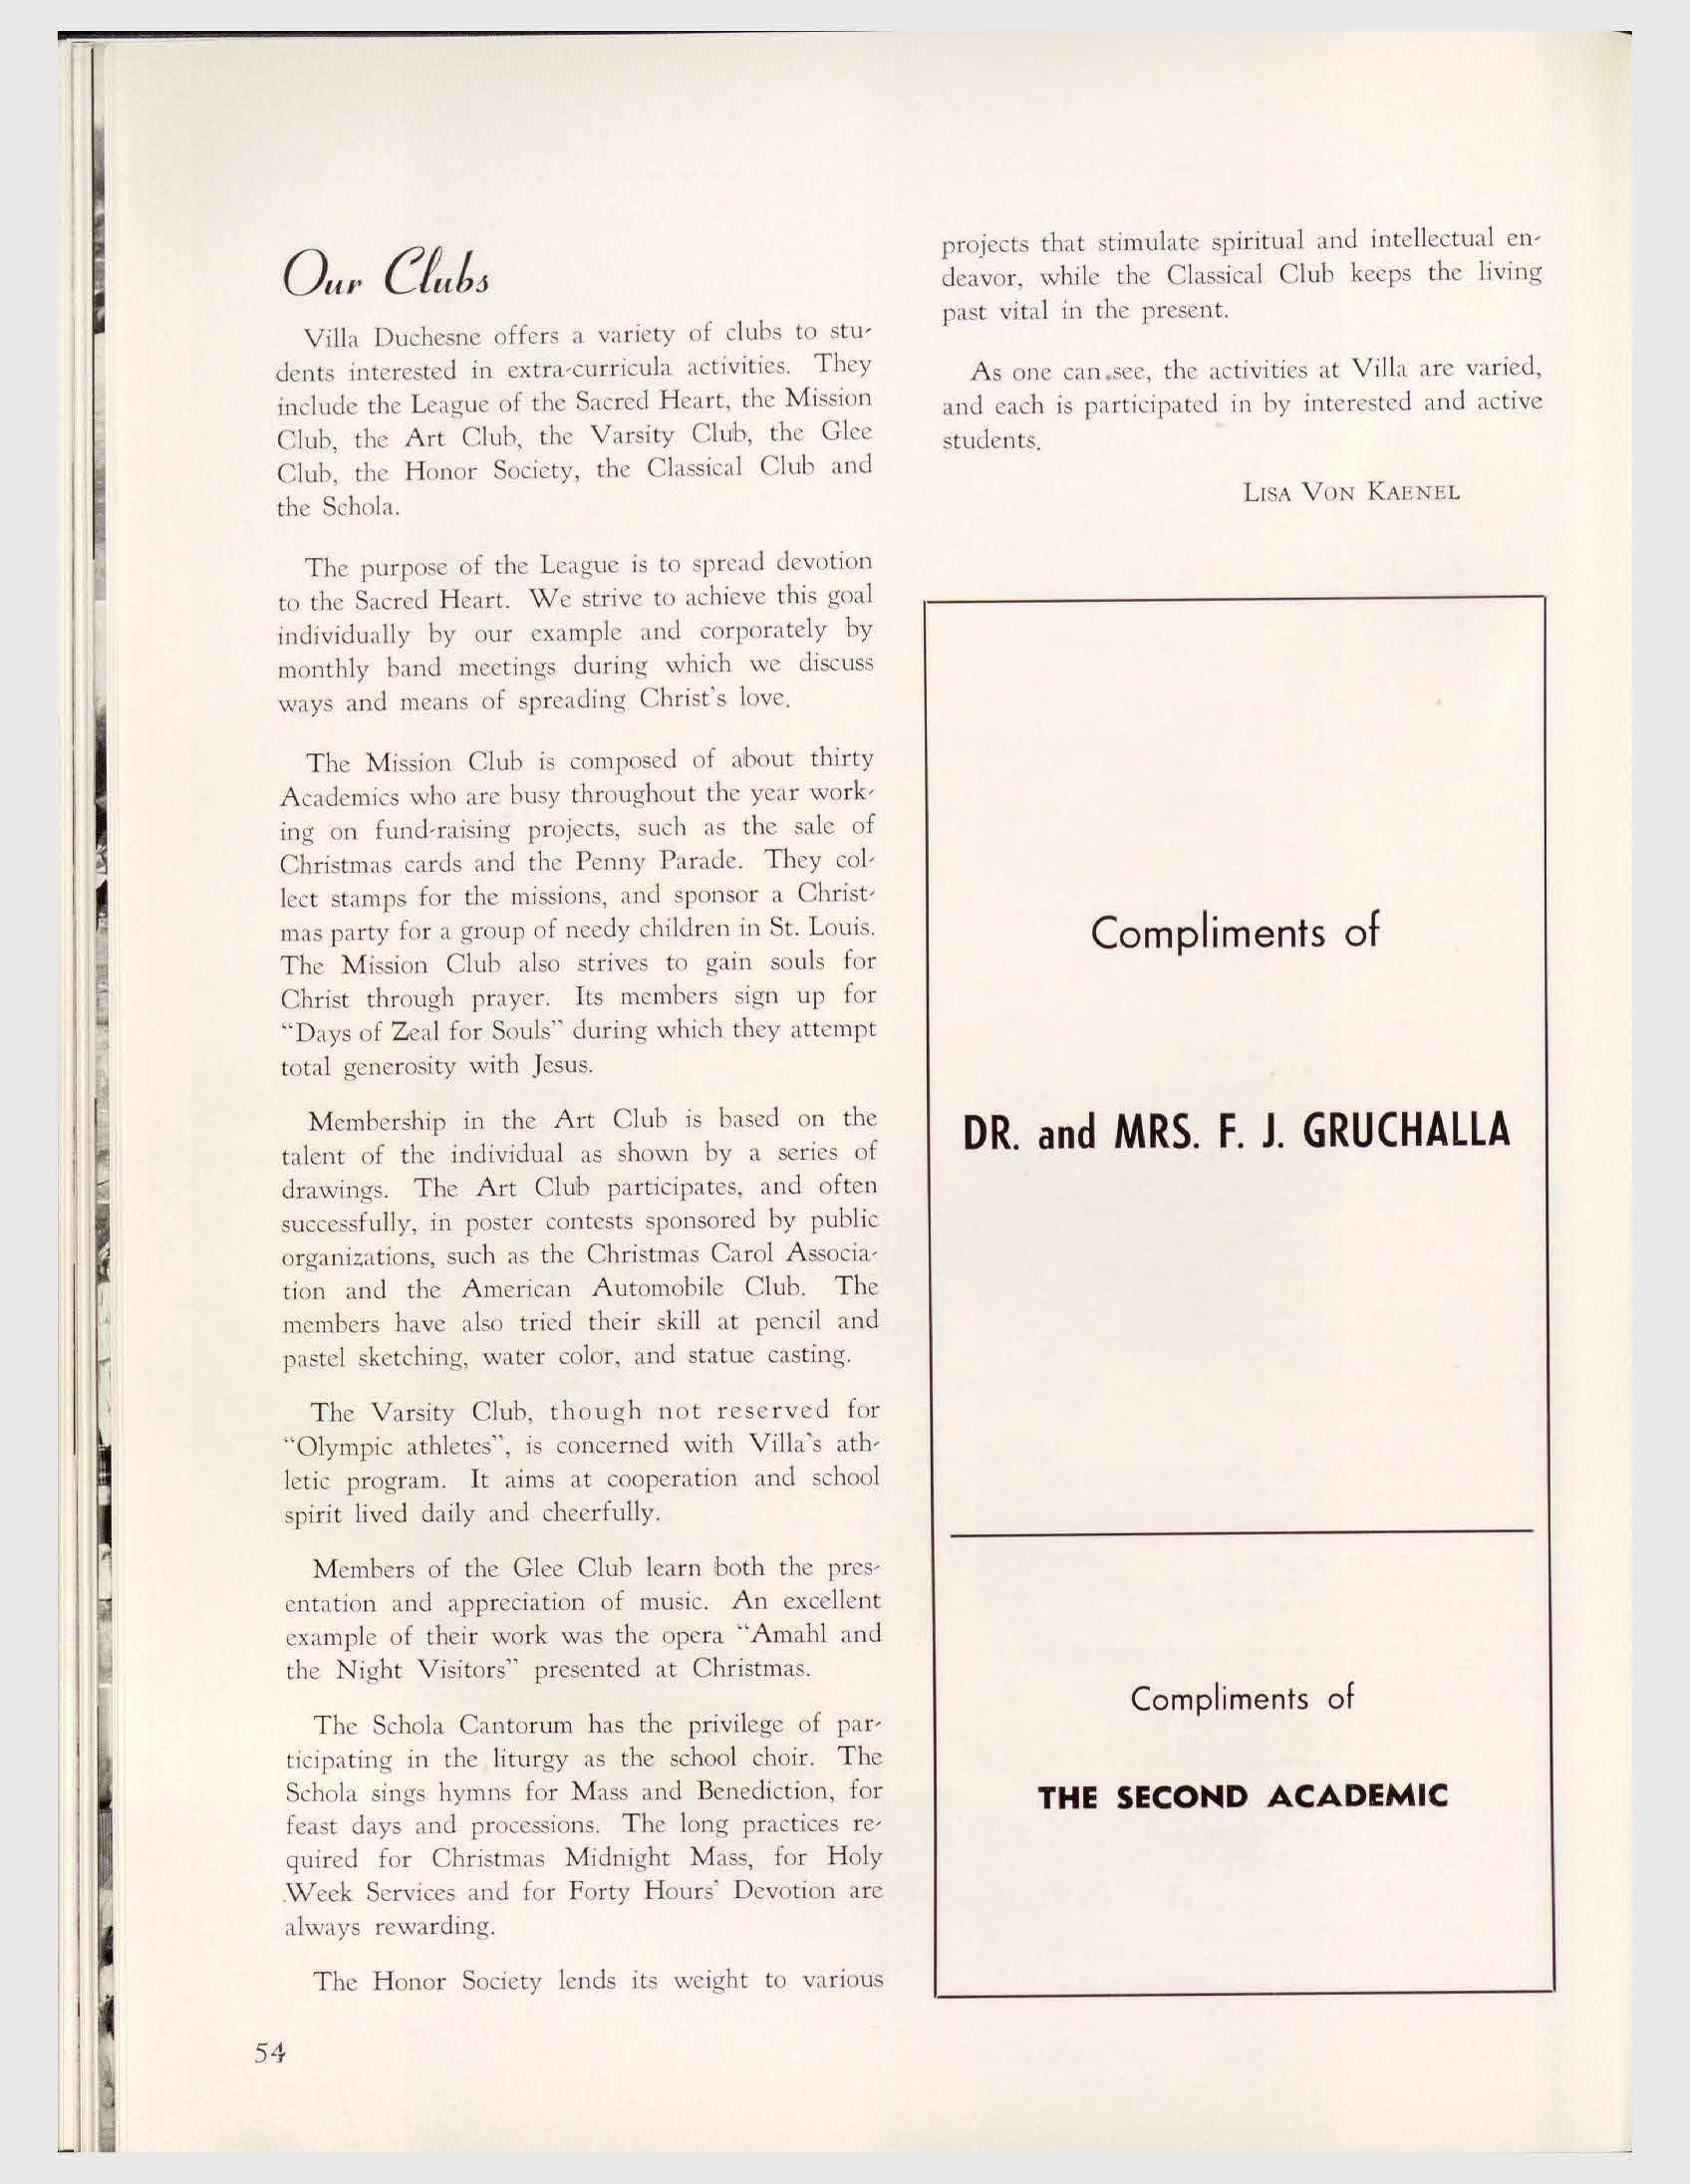 Our Clubs
Villa Duchesne offers a variety of clubs to stu-
dents interested in extra-curricula activities. They
include the League of the Sacred Heart, the Mission
Club, the Art Club, the Varsity Club, the Glee
Club, the Honor Society, the Classical Club and
the Schola.
The purpose of the League is to spread devotion
to the Sacred Heart. We strive to achieve this goal
individually by our example and corporately by
monthly band meetings during which we discuss
ways and means of spreading Christ's love.
The Mission Club is composed of about thirty
Academics who are busy throughout the year work-
ing on fund-raising projects, such as the sale of
Christmas cards and the Penny Parade. They col-
lect stamps for the missions, and sponsor a Christ-
mas party for a group of needy children in St. Louis.
The Mission Club also strives to gain souls for
Christ through prayer. Its members sign up for
"Days of Zeal for Souls" during which they attempt
total generosity with Jesus.
Membership in the Art Club is based on the
talent of the individual as shown by a series of
drawings. The Art Club participates, and often
successfully, in poster contests sponsored by public
organizations, such as the Christmas Carol Associa-
tion and the American Automobile Club. The
members have also tried their skill at pencil and
pastel sketching, water color, and statue casting.
The Varsity Club, though not reserved for
"Olympic athletes", is concerned with Villa's ath-
letic program. It aims at cooperation and school
spirit lived daily and cheerfully.
Members of the Glee Club learn both the pres-
entation and appreciation of music. An excellent
example of their work was the opera "Amahl and
the Night Visitors" presented at Christmas.
The Schola Cantorum has the privilege of par-
ticipating in the liturgy as the school choir. The
Schola sings hymns for Mass and Benediction, for
feast days and processions. The long practices re-
quired for Christmas Midnight Mass, for Holy
Week Services and for Forty Hours' Devotion are
always rewarding.
The Honor Society lends its weight to various
projects that stimulate spiritual and intellectual en-
deavor, while the Classical Club keeps the living
past vital in the present.
As one can see, the activities at Villa are varied,
and each is participated in by interested and active
students.
LISA VON KAENEL
Compliments of
DR. and MRS. F. J. GRUCHALLA
Compliments of
THE SECOND ACADEMIC
54